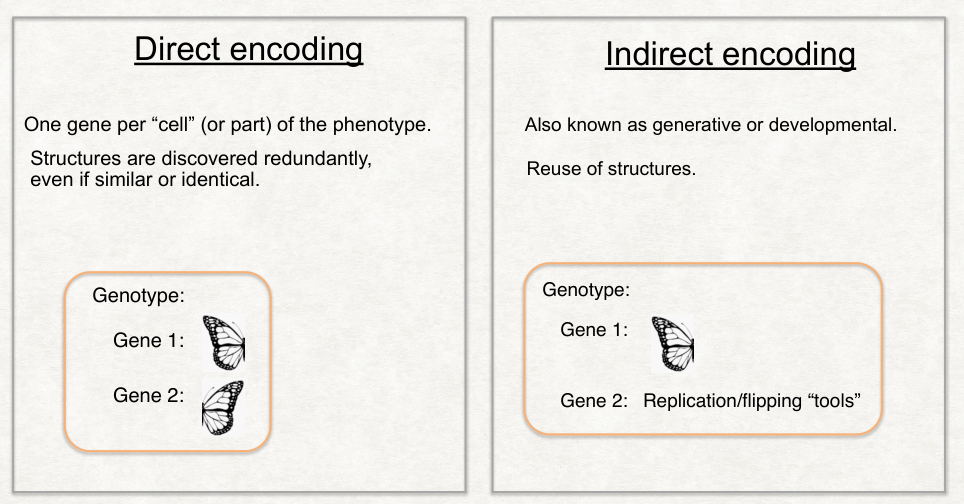 Direct encoding
One gene per “cell” (or part) of the phenotype.
Structures are discovered redundantly,
even if similar or identical.
Genotype:
Gene 1:
Gene 2:
Indirect encoding
Also known as generative or developmental.
Reuse of structures.
Genotype:
Gene 1:
Gene 2: Replication/flipping “tools”